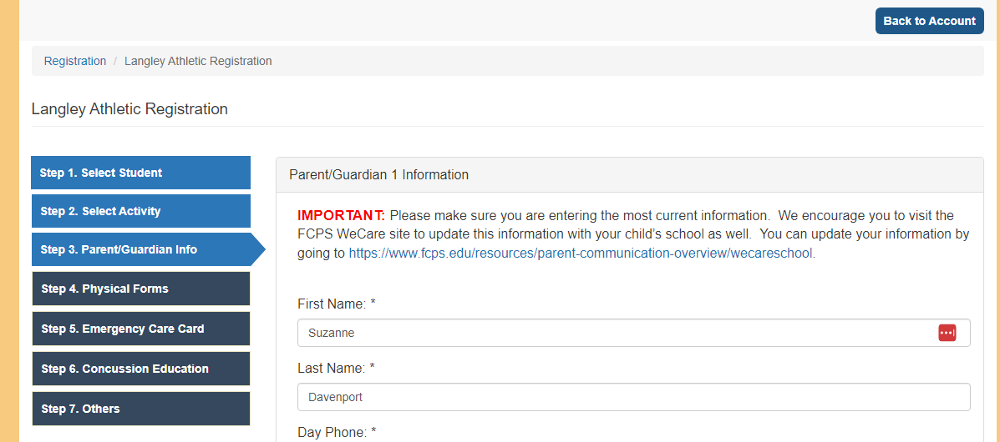 Back to Account
Registration / Langley Athletic Registration
Langley Athletic Registration
Step 1. Select Student
Step 2. Select Activity
Step 3. Parent/Guardian Info
Step 4. Physical Forms
Step 5. Emergency Care Card
Step 6. Concussion Education
Step 7. Others
Parent/Guardian 1 Information
IMPORTANT: Please make sure you are entering the most current information.  We encourage you to visit the
FCPS WeCare site to update this information with your child’s school as well.  You can update your information by
going to https://www.fcps.edu/resources/parent-communication-overview/wecareschool.
First Name: *
Suzanne
Last Name: *
Davenport
Day Phone: *